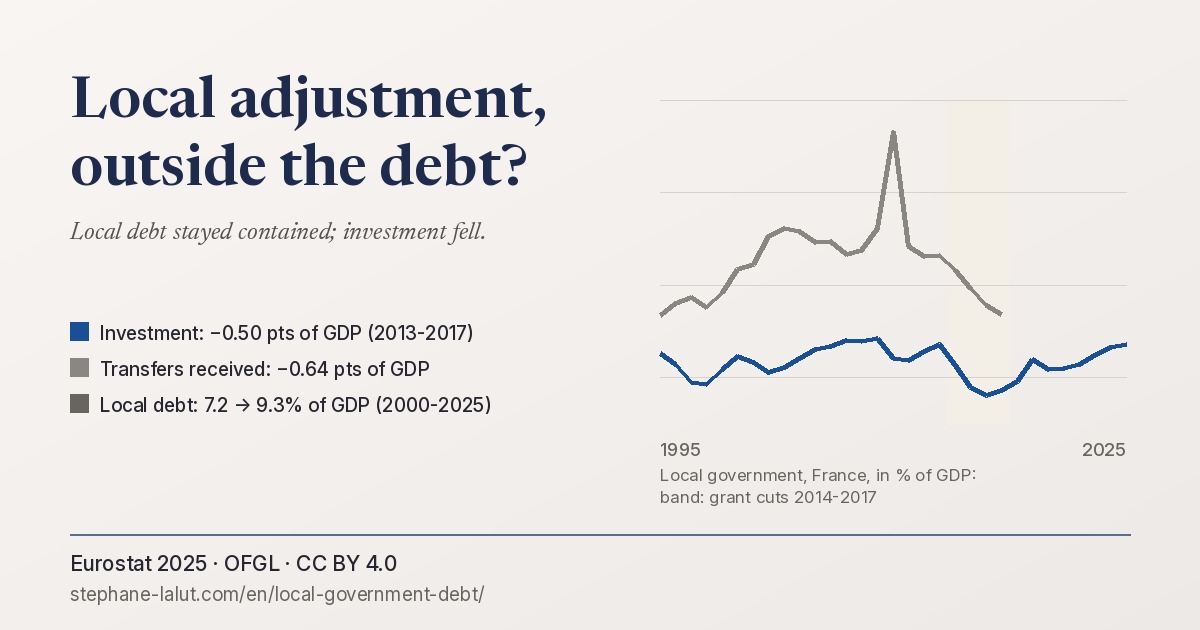 Local adjustment,
outside the debt?
Local debt stayed contained; investment fell.
Investment: −0.50 pts of GDP (2013-2017)
Transfers received: −0.64 pts of GDP
Local debt: 7.2 → 9.3% of GDP (2000-2025)
1995
2025
Local government, France, in % of GDP:
band: grant cuts 2014-2017
Eurostat 2025 · OFGL · CC BY 4.0
stephane-lalut.com/en/local-government-debt/